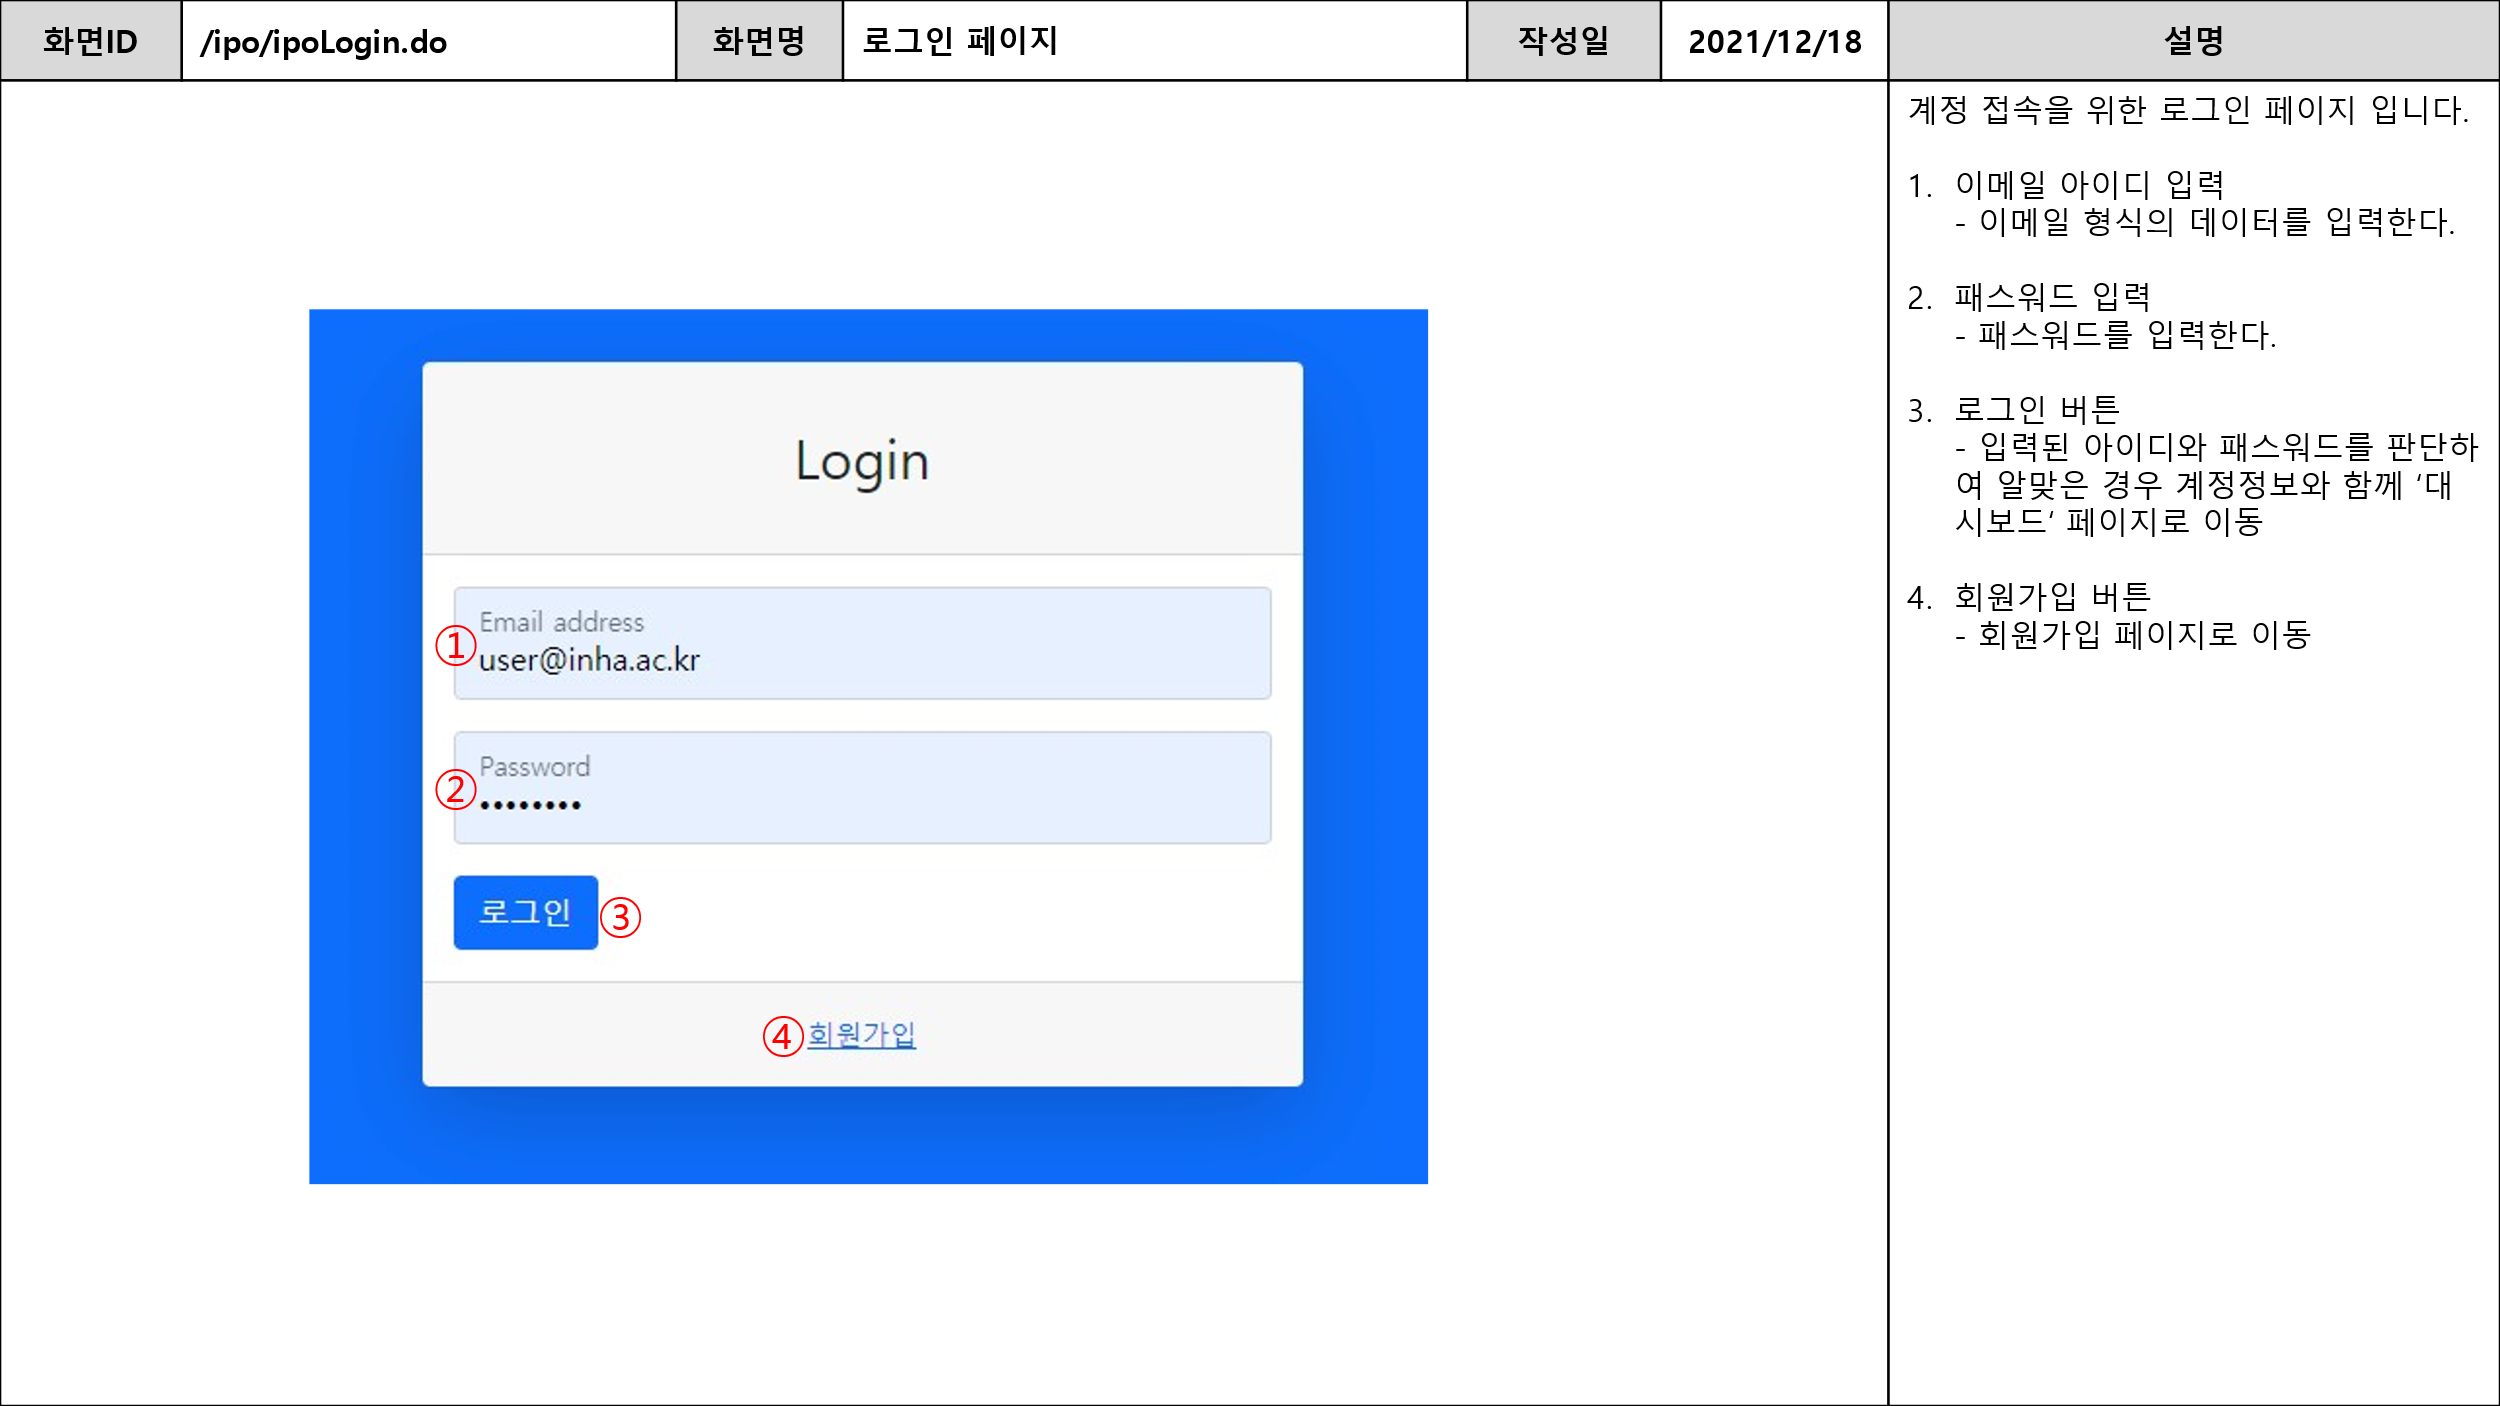 화면ID /ipo/ipoLogin.do 화면명 로그인 페이지 작성일 2021/12/18 설명
Login
Email address
① user@inha.ac.kr
Password
② ••••••••
로그인 ③
④ 회원가입
계정 접속을 위한 로그인 페이지 입니다.
1. 이메일 아이디 입력
- 이메일 형식의 데이터를 입력한다.
2. 패스워드 입력
- 패스워드를 입력한다.
3. 로그인 버튼
- 입력된 아이디와 패스워드를 판단하
여 알맞은 경우 계정정보와 함께 ‘대
시보드‘ 페이지로 이동
4. 회원가입 버튼
- 회원가입 페이지로 이동